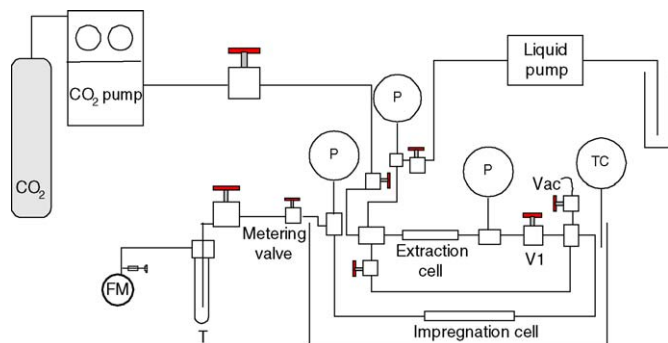 Liquid
pump
CO2 pump
P
P
P
TC
CO2
Vac
Metering
valve
Extraction
cell
V1
FM
T
Impregnation cell